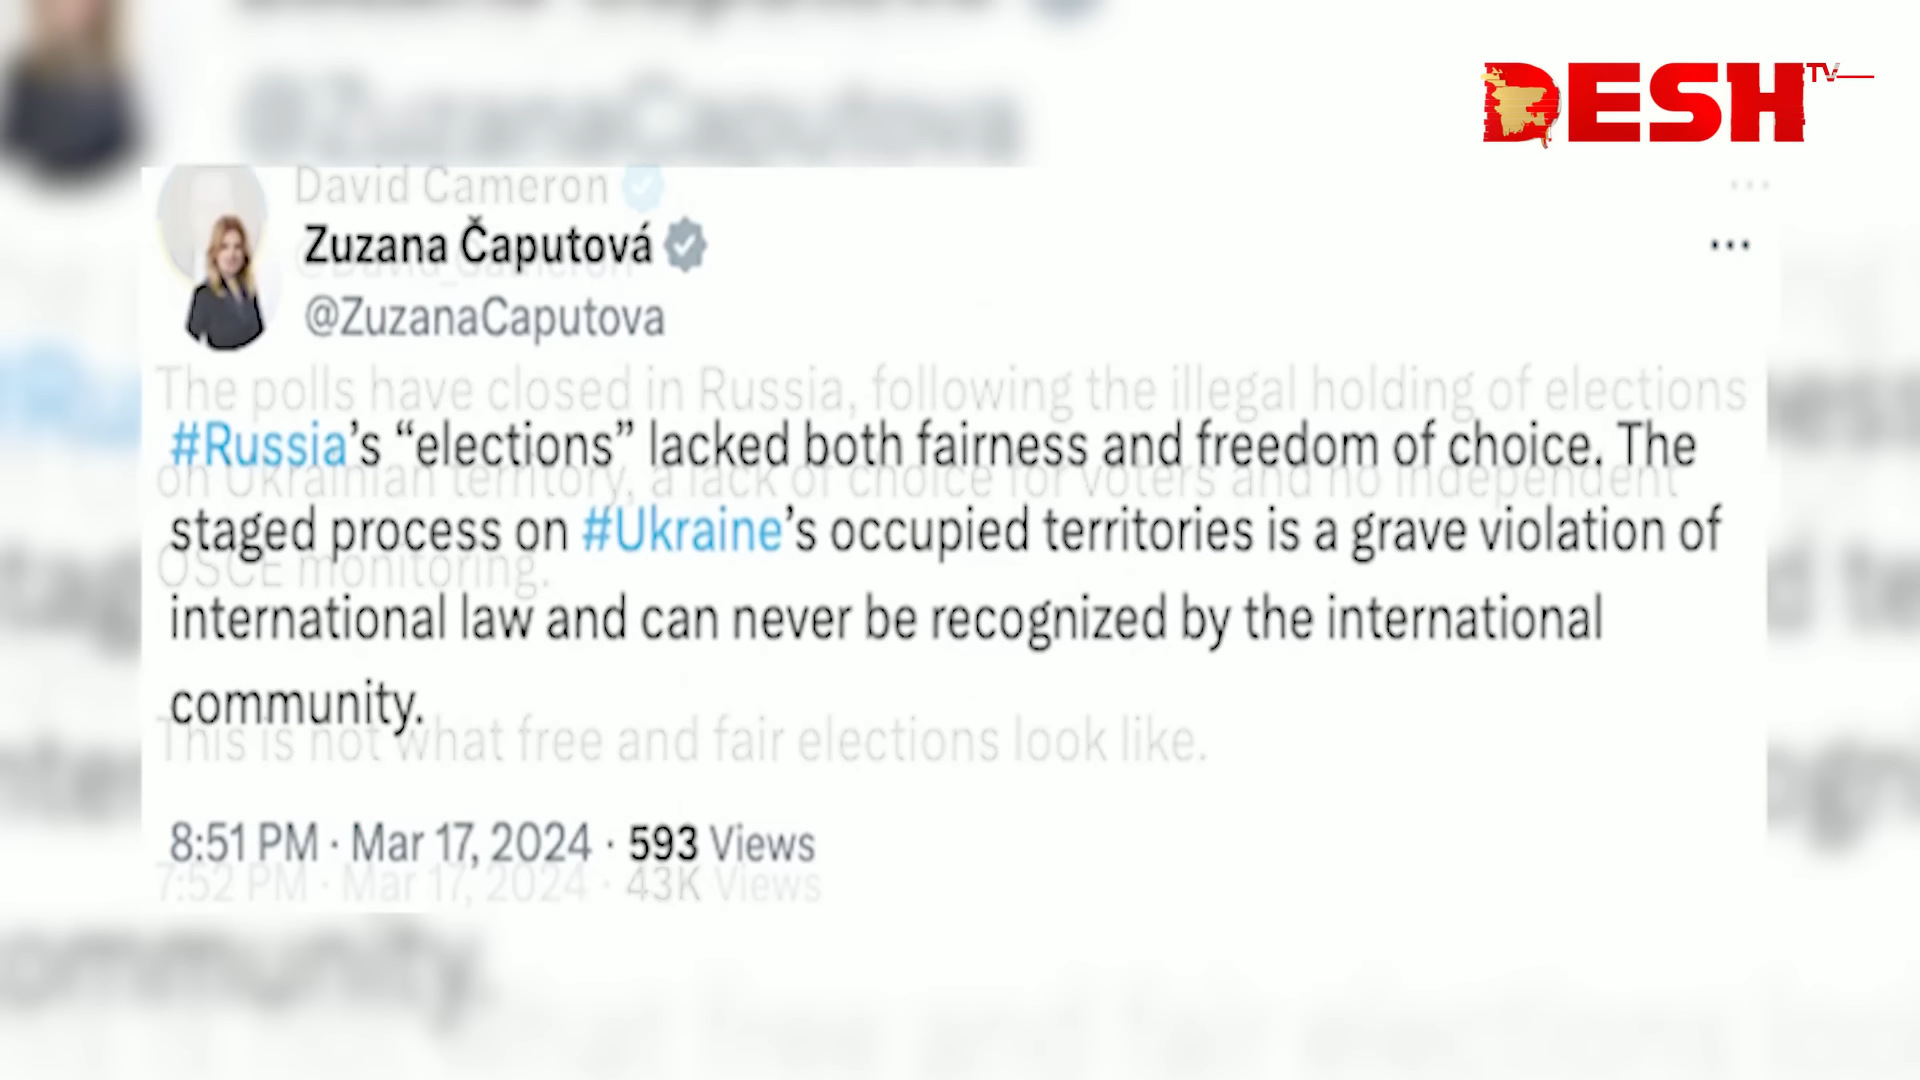 DESH TV
David Cameron
Zuzana Čaputová
@David_Cameron
@ZuzanaCaputova
The polls have closed in Russia, following the illegal holding of elections
#Russia’s “elections” lacked both fairness and freedom of choice. The
on Ukrainian territory, a lack of choice for voters and no independent
staged process on #Ukraine’s occupied territories is a grave violation of
OSCE monitoring.
international law and can never be recognized by the international
community.
This is not what free and fair elections look like.
8:51 PM · Mar 17, 2024 · 593 Views
7:52 PM · Mar 17, 2024 · 43K Views
@ZuzanaCaputova
community.